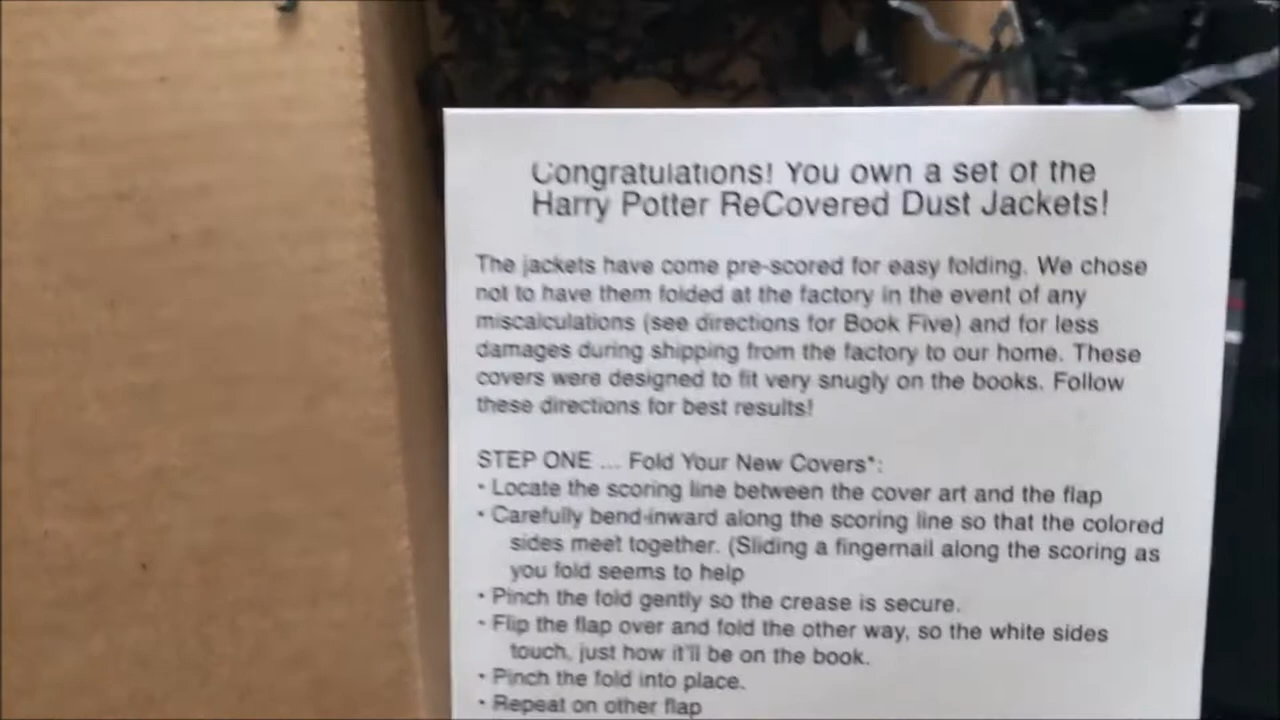 Congratulations! You own a set of the
Harry Potter ReCovered Dust Jackets!
The jackets have come pre-scored for easy folding. We chose
not to have them folded at the factory in the event of any
miscalculations (see directions for Book Five) and for less
damages during shipping from the factory to our home. These
covers were designed to fit very snugly on the books. Follow
these directions for best results!
STEP ONE ... Fold Your New Covers*:
• Locate the scoring line between the cover art and the flap
• Carefully bend inward along the scoring line so that the colored
sides meet together. (Sliding a fingernail along the scoring as
you fold seems to help
• Pinch the fold gently so the crease is secure.
• Flip the flap over and fold the other way, so the white sides
touch, just how it'll be on the book.
• Pinch the fold into place.
• Repeat on other flap